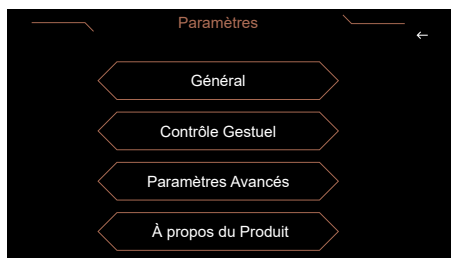 Paramètres
Général
Contrôle Gestuel
Paramètres Avancés
À propos du Produit